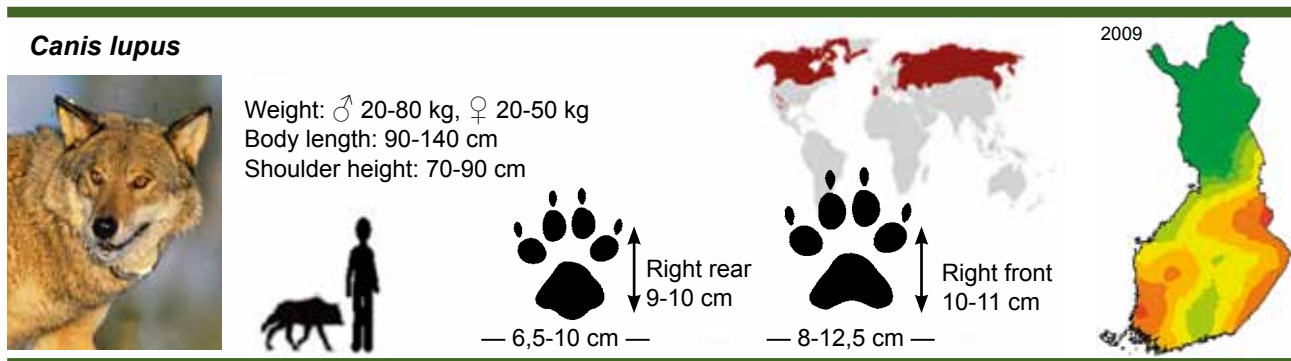 Canis lupus
Weight: ♂ 20-80 kg, ♀ 20-50 kg
Body length: 90-140 cm
Shoulder height: 70-90 cm
Right rear
9-10 cm
— 6,5-10 cm —
Right front
10-11 cm
— 8-12,5 cm —
2009